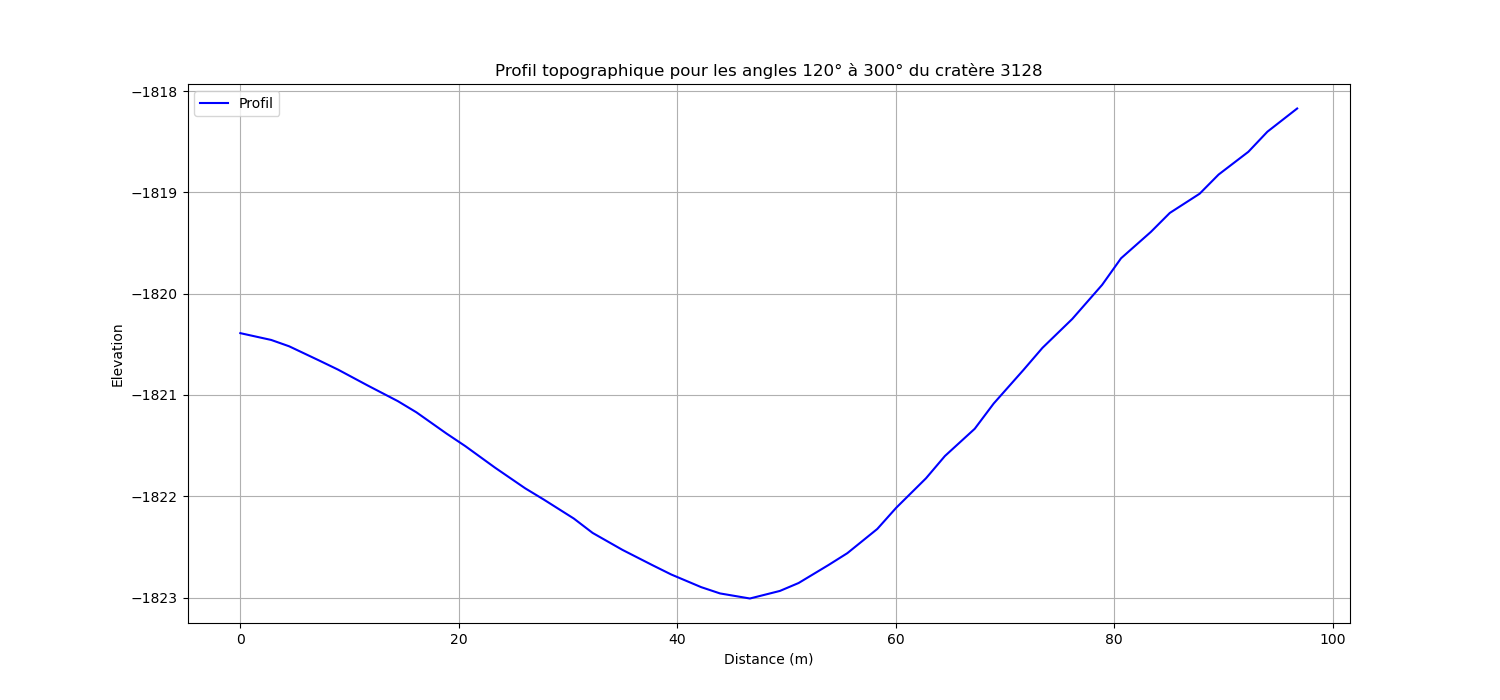 Profil topographique pour les angles 120° à 300° du cratère 3128
Profil
Elevation
−1818
−1819
−1820
−1821
−1822
−1823
0 20 40 60 80 100
Distance (m)